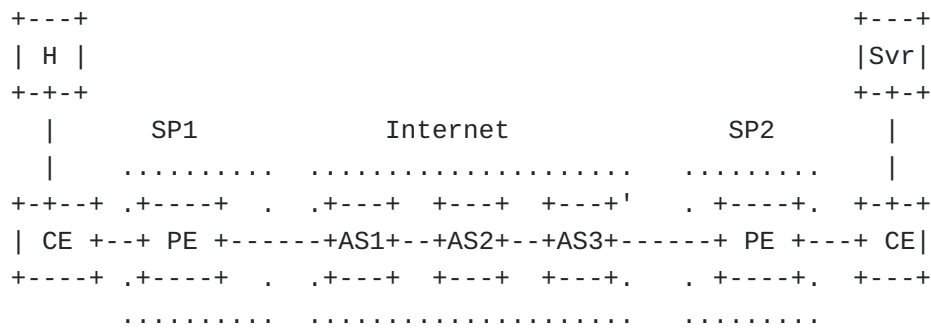 +---+                                        +---+
| H |                                        |Svr|
+-+-+                                        +-+-+
  |     SP1            Internet          SP2       |
  |   ..........  .....................   .........  |
+-+--+ .+----+  .  .+---+  +---+  +---+'   . +----+.  +-+-+
| CE +--+ PE +------+AS1+--+AS2+--+AS3+------+ PE +---+ CE|
+----+ .+----+  .  .+---+  +---+  +---+.   . +----+.  +---+
      ..........  .....................   .........